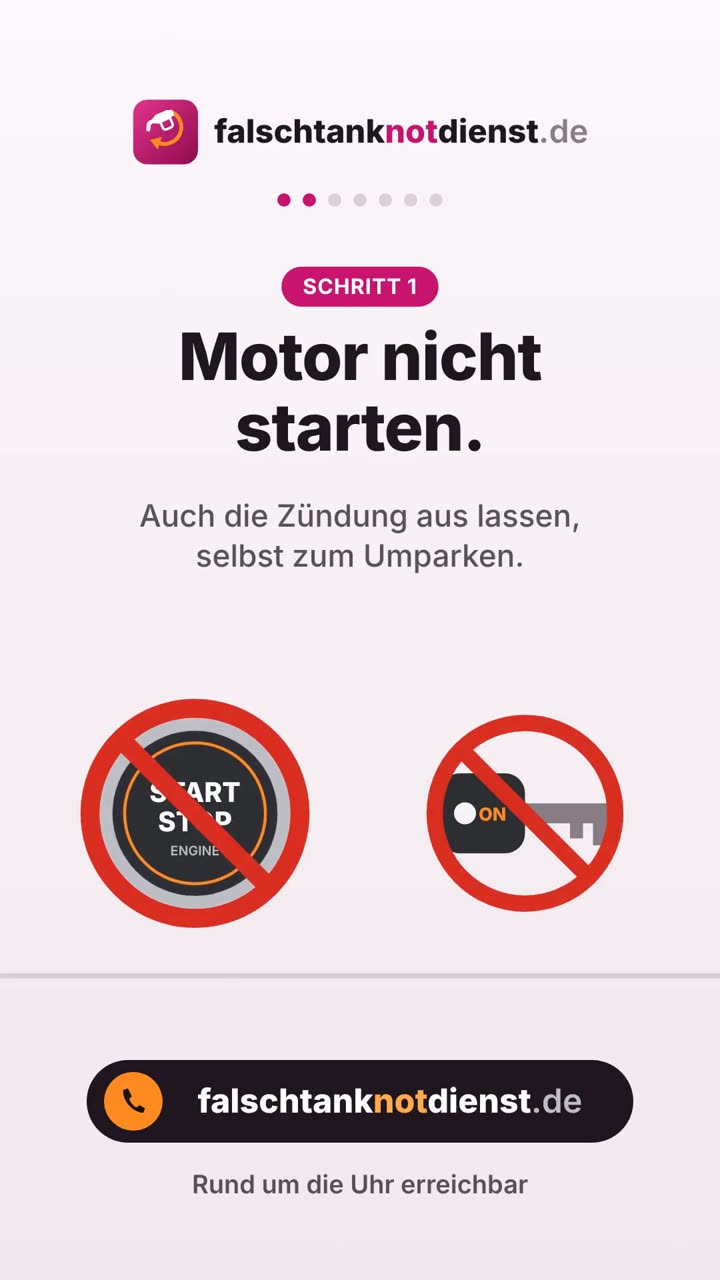 falschtanknotdienst.de
SCHRITT 1
Motor nicht
starten.
Auch die Zündung aus lassen,
selbst zum Umparken.
START
STOP
ENGINE
ON
falschtanknotdienst.de
Rund um die Uhr erreichbar